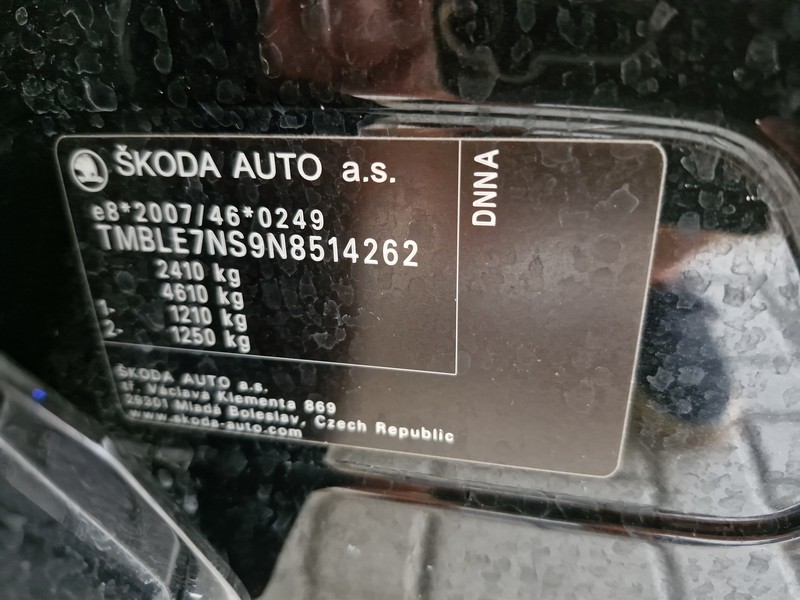 ŠKODA AUTO a.s.
DNNA
e8*2007/46*0249
TMBLE7NS9N8514262
2410 kg
4610 kg
1- 1210 kg
2- 1250 kg
ŠKODA AUTO a.s.
tř. Václava Klementa 869
29301 Mladá Boleslav, Czech Republic
www.skoda-auto.com